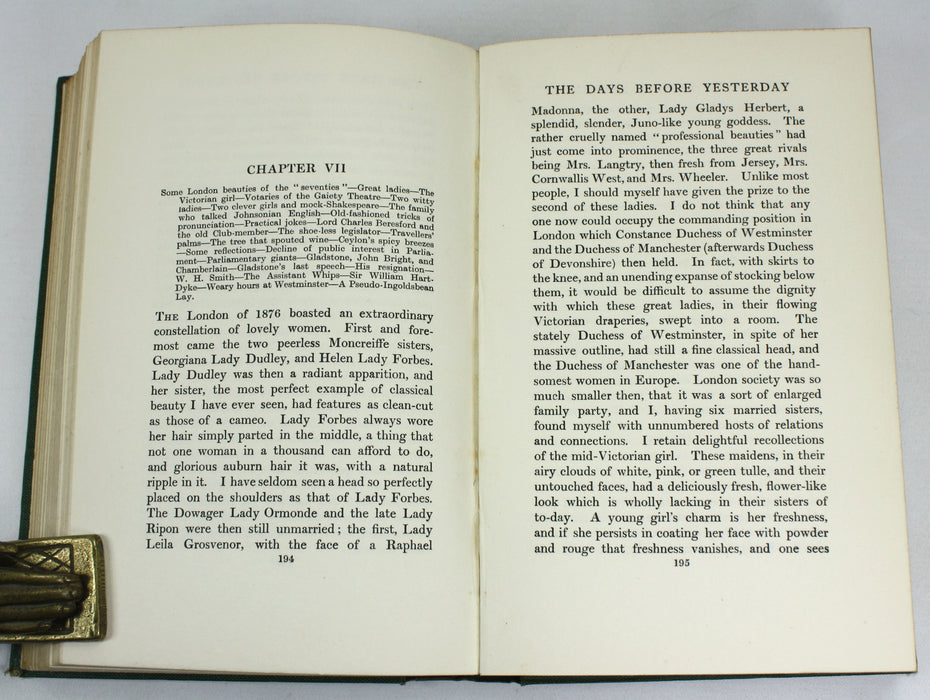 CHAPTER VII
Some London beauties of the "seventies"—Great ladies—The
Victorian girl—Votaries of the Gaiety Theatre—Two witty
ladies—Two clever girls and mock-Shakespeare—The family
who talked Johnsonian English—Old-fashioned tricks of
pronunciation—Practical jokes—Lord Charles Beresford and
the old Club-member—The shoe-less legislator—Travellers'
palms—The tree that spouted wine—Ceylon's spicy breezes
—Some reflections—Decline of public interest in Parlia-
ment—Parliamentary giants—Gladstone, John Bright, and
Chamberlain—Gladstone's last speech—His resignation—
W. H. Smith—The Assistant Whips—Sir William Hart-
Dyke—Weary hours at Westminster—A Pseudo-Ingoldsbean
Lay.
THE London of 1876 boasted an extraordinary
constellation of lovely women. First and fore-
most came the two peerless Moncreiffe sisters,
Georgiana Lady Dudley, and Helen Lady Forbes.
Lady Dudley was then a radiant apparition, and
her sister, the most perfect example of classical
beauty I have ever seen, had features as clean-cut
as those of a cameo. Lady Forbes always wore
her hair simply parted in the middle, a thing that
not one woman in a thousand can afford to do,
and glorious auburn hair it was, with a natural
ripple in it. I have seldom seen a head so perfectly
placed on the shoulders as that of Lady Forbes.
The Dowager Lady Ormonde and the late Lady
Ripon were then still unmarried; the first, Lady
Leila Grosvenor, with the face of a Raphael
194
THE DAYS BEFORE YESTERDAY
Madonna, the other, Lady Gladys Herbert, a
splendid, slender, Juno-like young goddess. The
rather cruelly named "professional beauties" had
just come into prominence, the three great rivals
being Mrs. Langtry, then fresh from Jersey, Mrs.
Cornwallis West, and Mrs. Wheeler. Unlike most
people, I should myself have given the prize to the
second of these ladies. I do not think that any
one now could occupy the commanding position in
London which Constance Duchess of Westminster
and the Duchess of Manchester (afterwards Duchess
of Devonshire) then held. In fact, with skirts to
the knee, and an unending expanse of stocking below
them, it would be difficult to assume the dignity
with which these great ladies, in their flowing
Victorian draperies, swept into a room. The
stately Duchess of Westminster, in spite of her
massive outline, had still a fine classical head, and
the Duchess of Manchester was one of the hand-
somest women in Europe. London society was so
much smaller then, that it was a sort of enlarged
family party, and I, having six married sisters,
found myself with unnumbered hosts of relations
and connections. I retain delightful recollections
of the mid-Victorian girl. These maidens, in their
airy clouds of white, pink, or green tulle, and their
untouched faces, had a deliciously fresh, flower-like
look which is wholly lacking in their sisters of
to-day. A young girl's charm is her freshness,
and if she persists in coating her face with powder
and rouge that freshness vanishes, and one sees
195